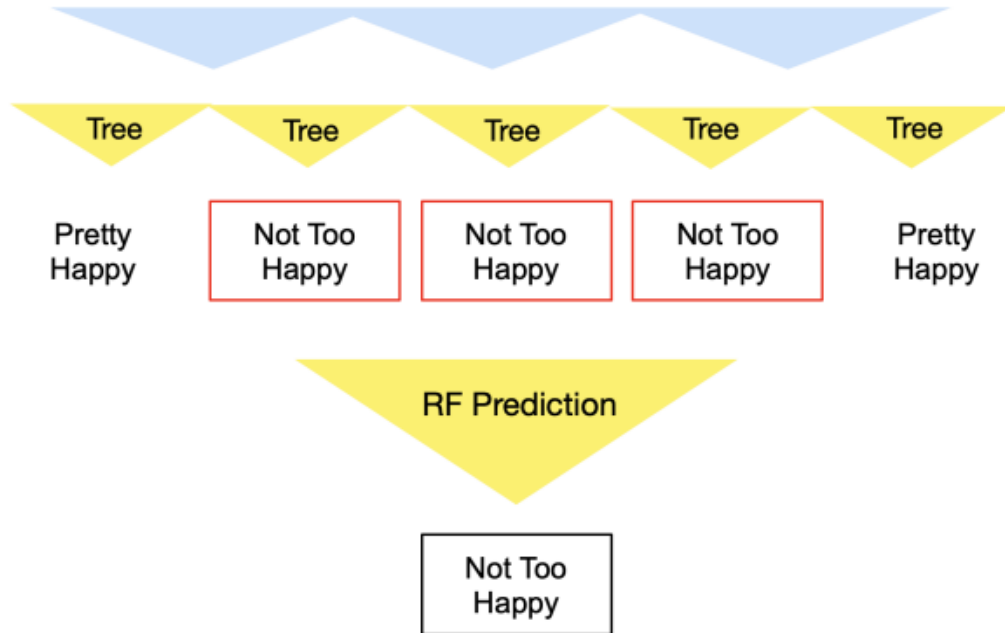 Tree Tree Tree Tree Tree
Pretty Not Too Not Too Not Too Pretty
Happy Happy Happy Happy Happy
RF Prediction
Not Too
Happy